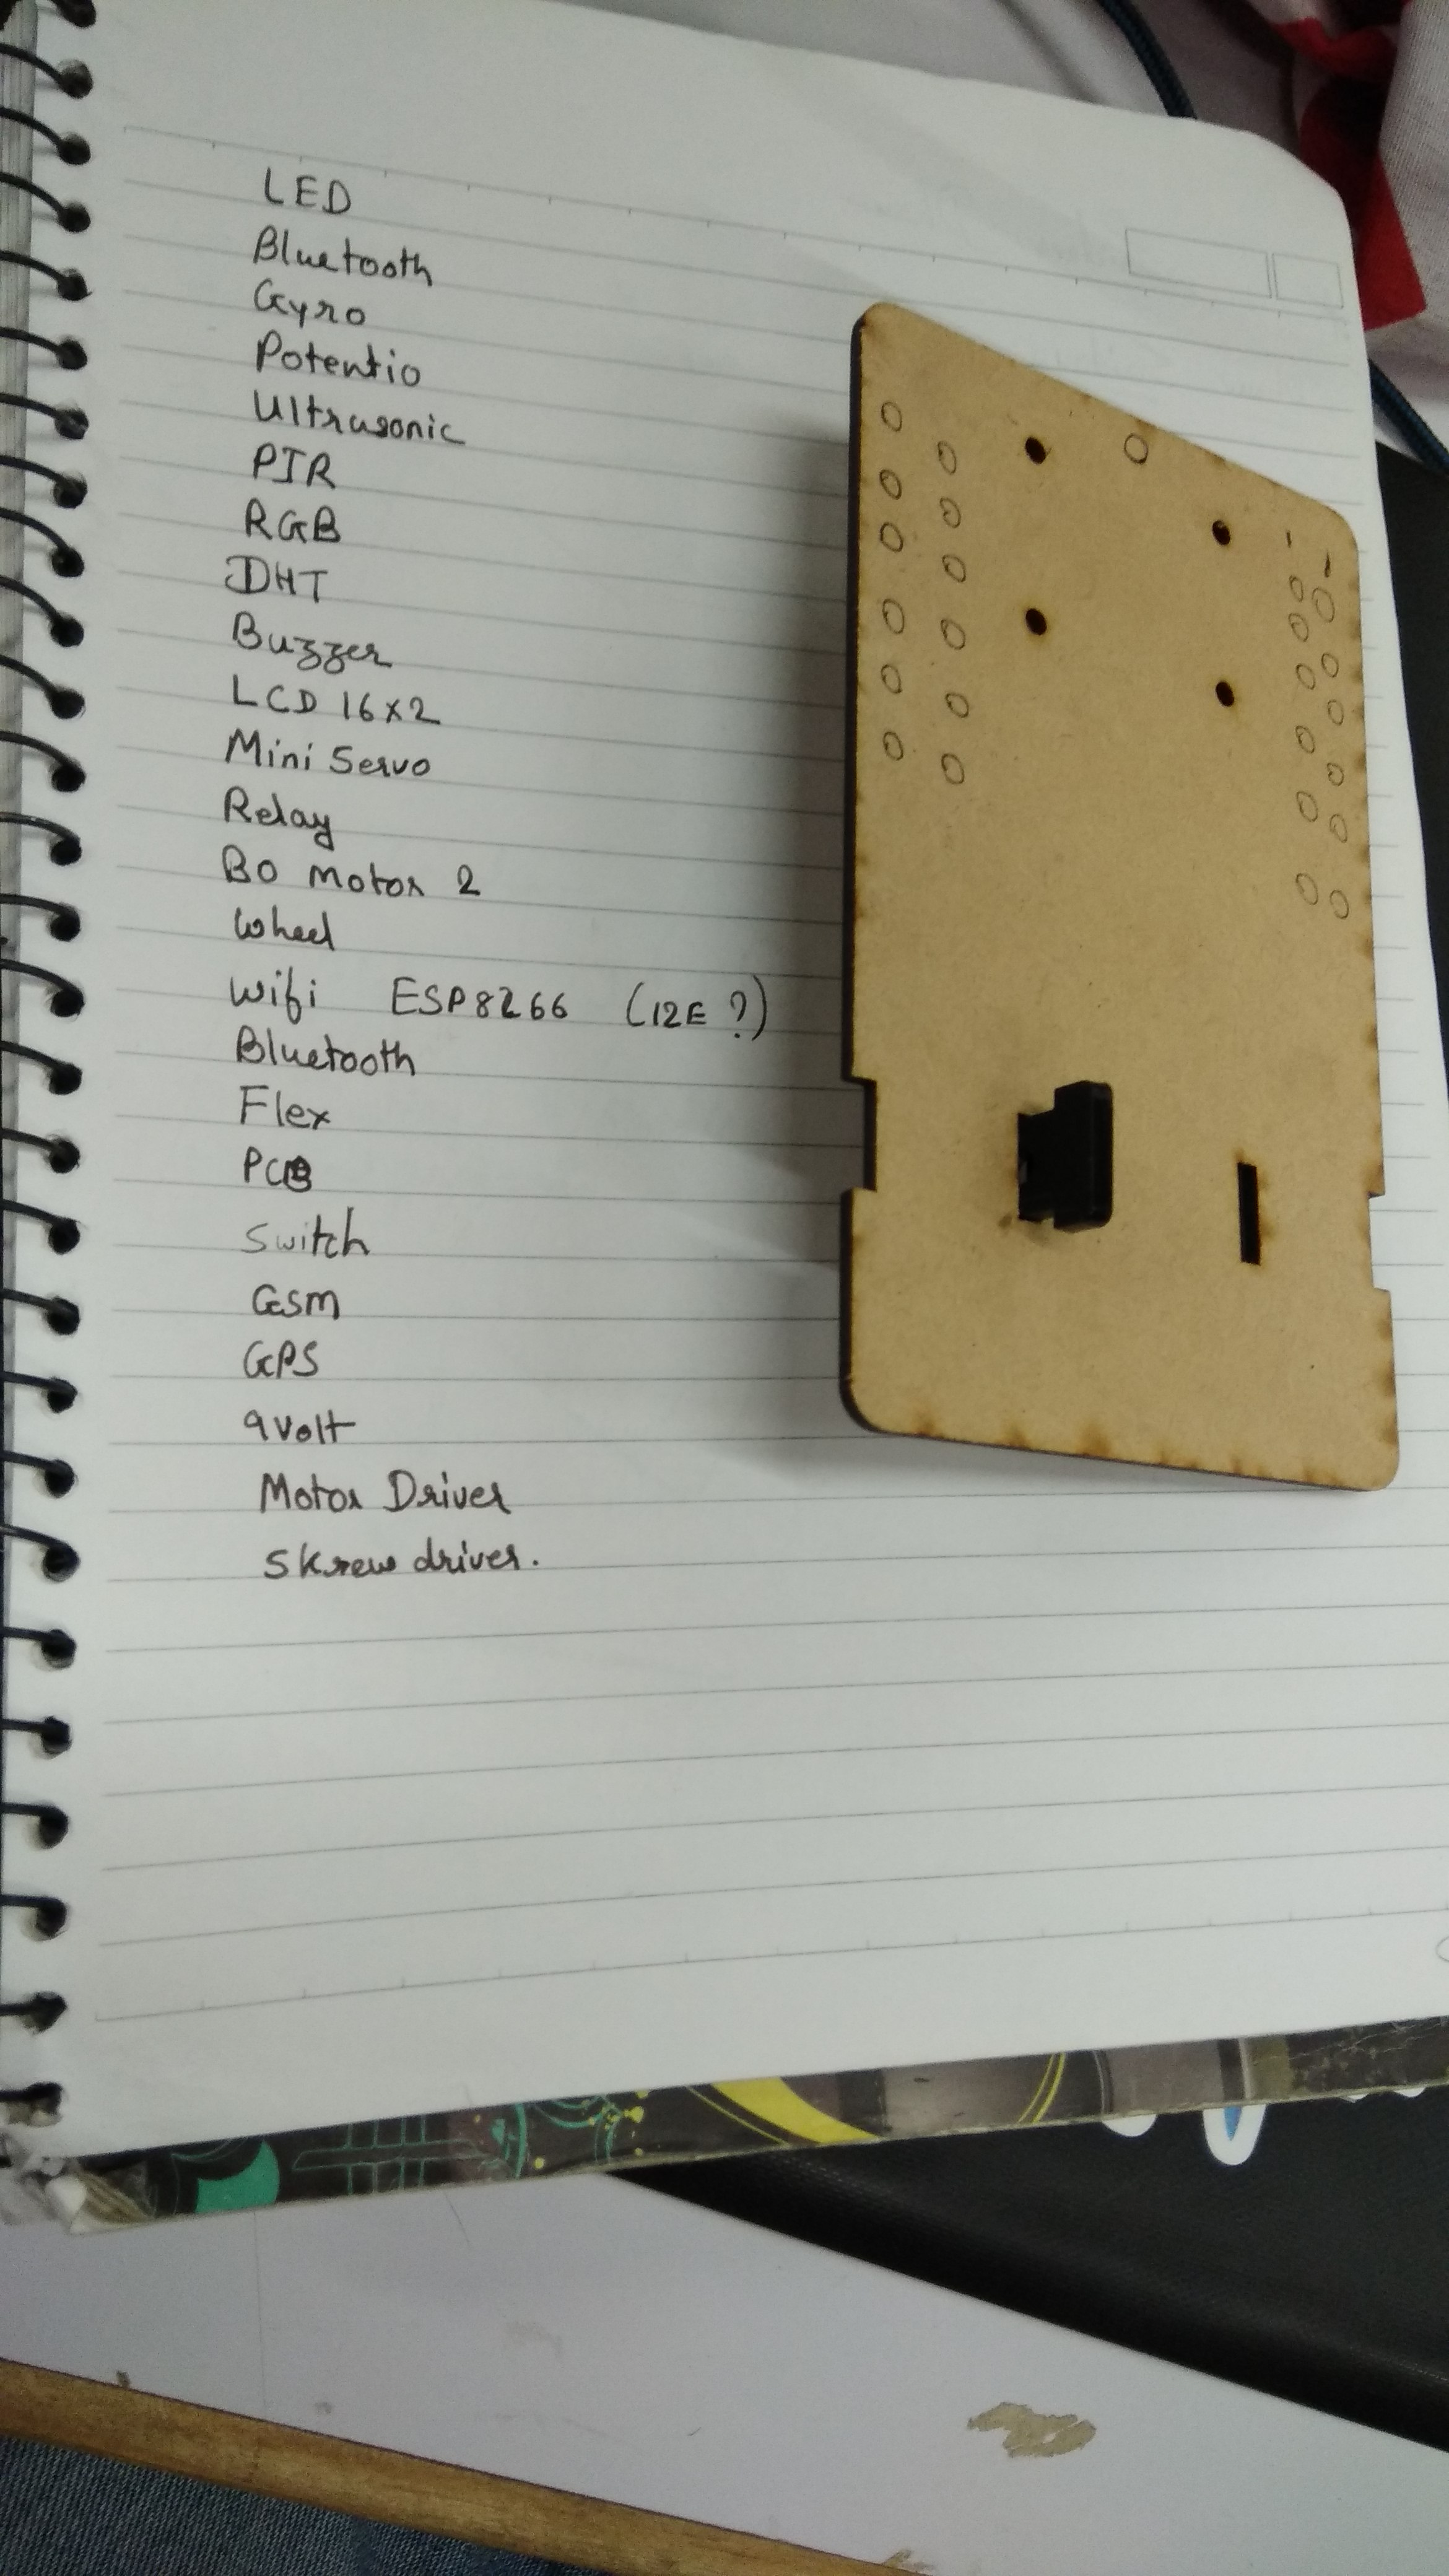 LED
Bluetooth
Gyro
Potentio
Ultrasonic
PIR
RGB
DHT
Buzzer
LCD 16x2
Mini Servo
Relay
BO Motor 2
Wheel
Wifi ESP8266 (12E ?)
Bluetooth
Flex
PCB
Switch
GSM
GPS
9Volt
Motor Driver
Skrew driver.